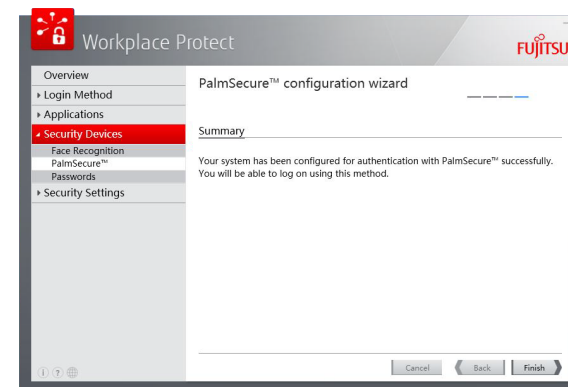 Workplace Protect
FUJITSU
Overview
Login Method
Applications
Security Devices
Face Recognition
PalmSecure™
Passwords
Security Settings
PalmSecure™ configuration wizard
Summary
Your system has been configured for authentication with PalmSecure™ successfully.
You will be able to log on using this method.
i ?
Cancel Back Finish